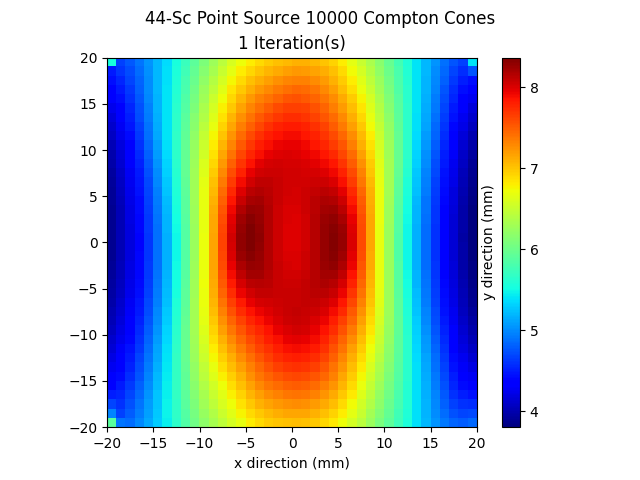 44-Sc Point Source 10000 Compton Cones
1 Iteration(s)
20
15
10
5
0
−5
−10
−15
−20
−20 −15 −10 −5 0 5 10 15 20
x direction (mm)
8
7
6
5
4
y direction (mm)